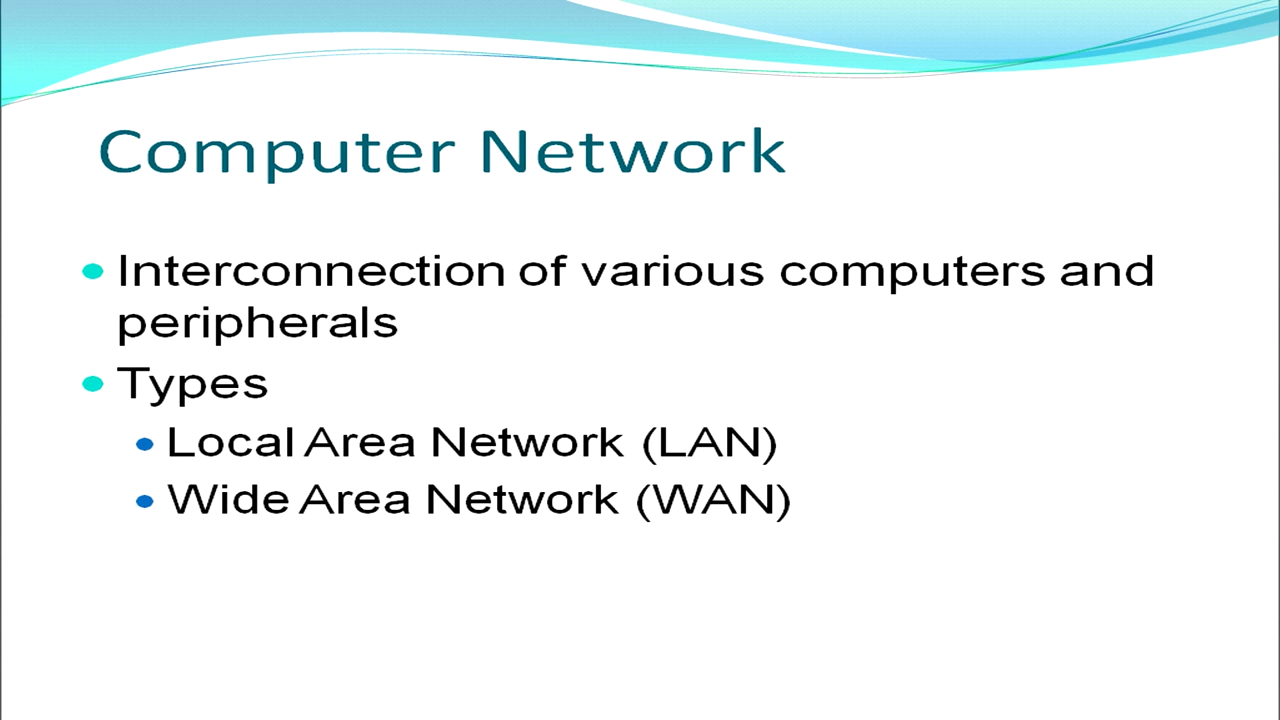 Computer Network
Interconnection of various computers and
peripherals
Types
Local Area Network (LAN)
Wide Area Network (WAN)